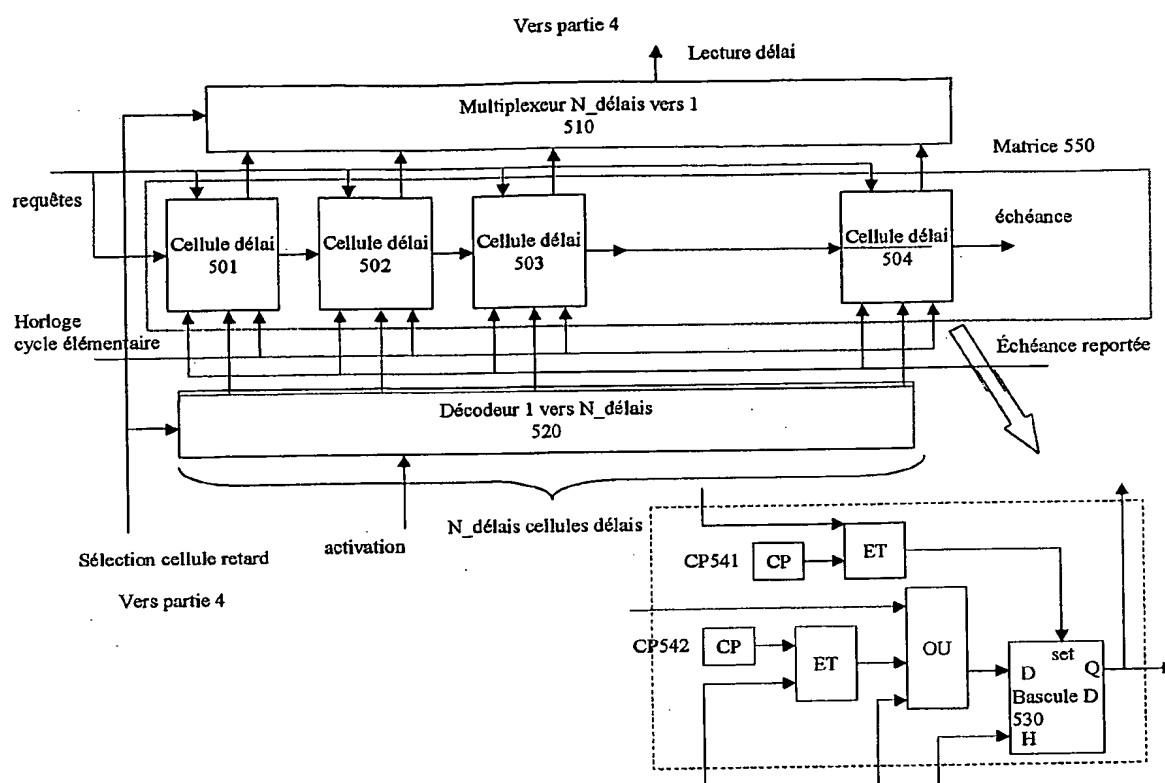 Vers partie 4
Lecture délai
Multiplexeur N_délais vers 1
510
Matrice 550
requêtes
Cellule délai
501
Cellule délai
502
Cellule délai
503
Cellule délai
504
échéance
Horloge
cycle élémentaire
Échéance reportée
Décodeur 1 vers N_délais
520
N_délais cellules délais
activation
Sélection cellule retard
Vers partie 4
CP541
CP
ET
CP542
CP
ET
OU
set
D
Q
Bascule D
530
H